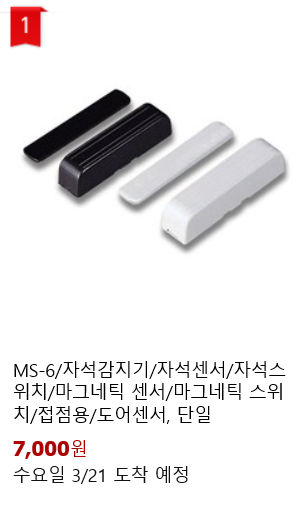 1
MS-6/자석감지기/자석센서/자석스
위치/마그네틱 센서/마그네틱 스위
치/접점용/도어센서, 단일
7,000원
수요일 3/21 도착 예정